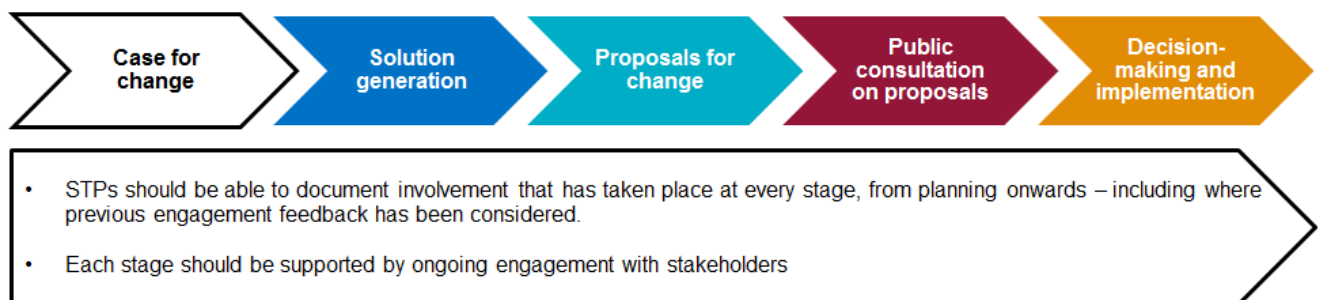 Case for
change
Solution
generation
Proposals for
change
Public
consultation
on proposals
Decision-
making and
implementation
• STPs should be able to document involvement that has taken place at every stage, from planning onwards – including where
previous engagement feedback has been considered.
• Each stage should be supported by ongoing engagement with stakeholders